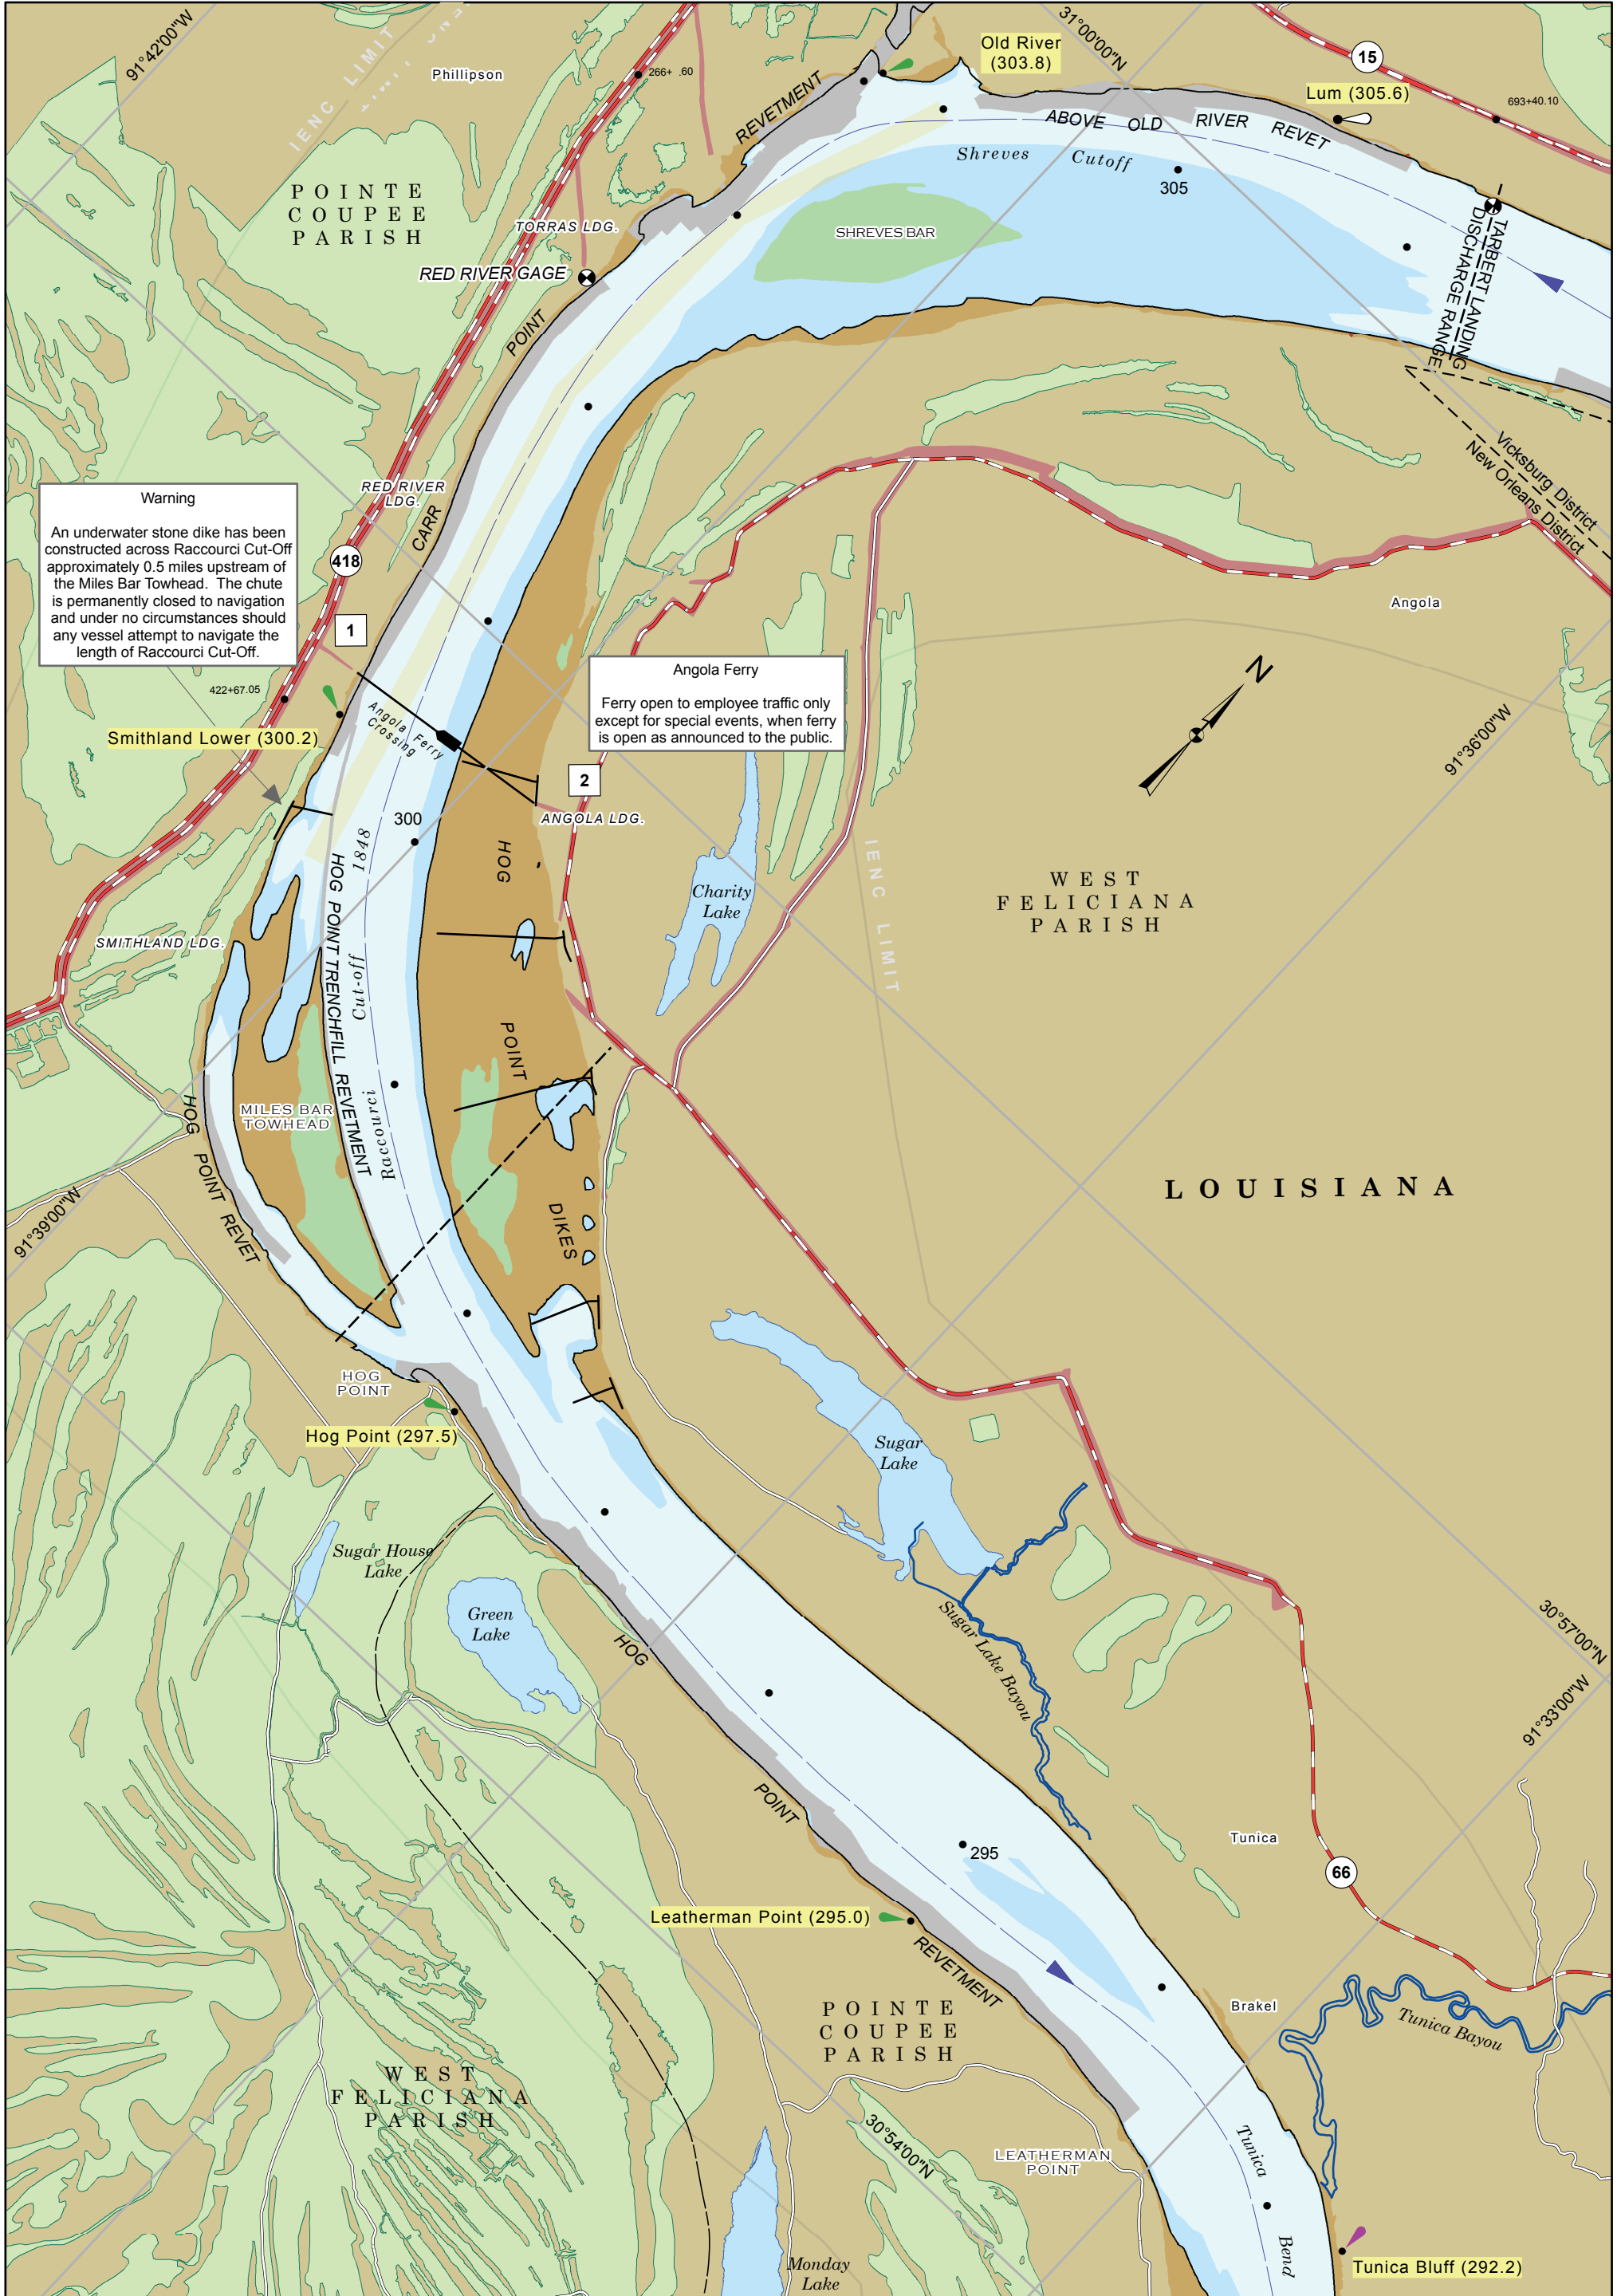 91°42'00"W
IENC LIMIT
Phillipson
266+ .60
REVETMENT
Old River
(303.8)
31°00'00"N
15
Lum (305.6)
693+40.10
ABOVE OLD RIVER REVET
Shreves Cutoff
305
POINTE
COUPEE
PARISH
TORRAS LDG.
SHREVES BAR
RED RIVER GAGE
TARBERT LANDING
DISCHARGE RANGE
POINT
Vicksburg District
New Orleans District
RED RIVER
LDG.
CARR
418
Warning
An underwater stone dike has been
constructed across Raccourci Cut-Off
approximately 0.5 miles upstream of
the Miles Bar Towhead. The chute
is permanently closed to navigation
and under no circumstances should
any vessel attempt to navigate the
length of Raccourci Cut-Off.
1
Angola
Angola Ferry
Ferry open to employee traffic only
except for special events, when ferry
is open as announced to the public.
N
422+67.05
Smithland Lower (300.2)
Angola Ferry
Crossing
91°36'00"W
2
ANGOLA LDG.
300
1848
HOG
Charity
Lake
IENC LIMIT
WEST
FELICIANA
PARISH
HOG POINT TRENCHFILL REVETMENT
SMITHLAND LDG.
Cut-off
POINT
Raccourci
MILES BAR
TOWHEAD
HOG
POINT REVET
DIKES
LOUISIANA
91°39'00"W
HOG
POINT
Hog Point (297.5)
Sugar
Lake
Sugar House
Lake
Green
Lake
HOG
Sugar Lake Bayou
30°57'00"N
91°33'00"W
POINT
Tunica
295
66
Leatherman Point (295.0)
REVETMENT
POINTE
COUPEE
PARISH
Brakel
Tunica Bayou
WEST
FELICIANA
PARISH
30°54'00"N
LEATHERMAN
POINT
Tunica
Bend
Monday
Lake
Tunica Bluff (292.2)